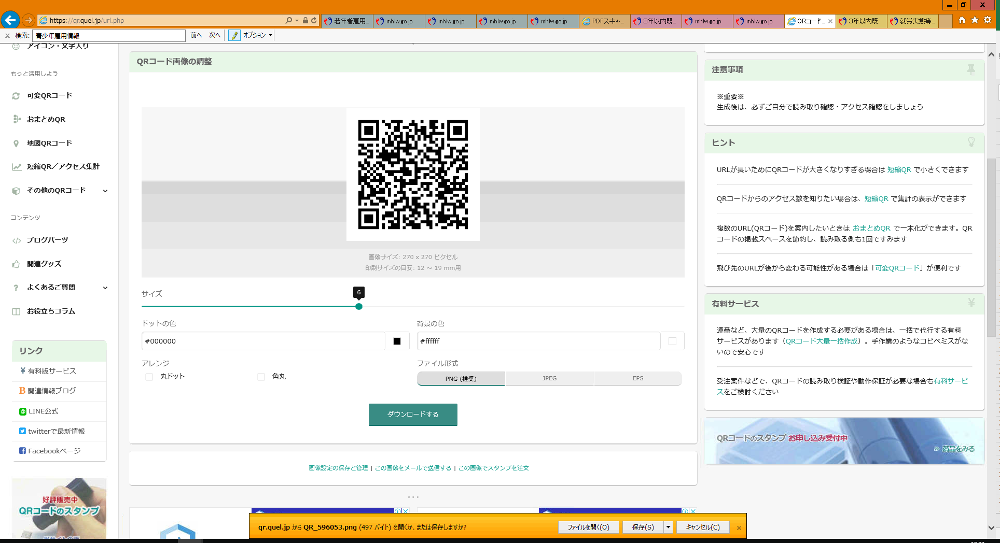 https://qr.quel.jp/url.php
若年者雇用...
mhlw.go.jp
mhlw.go.jp
mhlw.go.jp
mhlw.go.jp
PDFスキャ...
3年以内既...
mhlw.go.jp
mhlw.go.jp
QRコード...
3年以内既...
就労実態等...
検索:
青少年雇用情報
前へ
次へ
オプション
アイコン・文字入り
もっと活用しよう
可変QRコード
おまとめQR
地図QRコード
短縮QR／アクセス集計
その他のQRコード
コンテンツ
ブログパーツ
関連グッズ
よくあるご質問
お役立ちコラム
リンク
¥ 有料版サービス
関連情報ブログ
LINE公式
twitterで最新情報
Facebookページ
好評販売中
QRコードのスタンプ
QRコード画像の調整
画像サイズ: 270 x 270 ピクセル
印刷サイズの目安: 12 ～ 19 mm用
サイズ
6
ドットの色
#000000
背景の色
#ffffff
アレンジ
丸ドット
角丸
ファイル形式
PNG (推奨)
JPEG
EPS
ダウンロードする
画像設定の保存と管理 | この画像をメールで送信する | この画像でスタンプを注文
...
注意事項
※重要※
生成後は、必ずご自分で読み取り確認・アクセス確認をしましょう
ヒント
URLが長いためにQRコードが大きくなりすぎる場合は 短縮QR で小さくできます
QRコードからのアクセス数を知りたい場合は、短縮QR で集計の表示ができます
複数のURL(QRコード)を案内したいときは おまとめQR で一本化ができます。QR
コードの掲載スペースを節約し、読み取る側も1回ですみます
飛び先のURLが後から変わる可能性がある場合は「可変QRコード」が便利です
有料サービス
連番など、大量のQRコードを作成する必要がある場合は、一括で代行する有料
サービスがあります（QRコード大量一括作成）。手作業のようなコピペミスがな
いので安心です
受注案件などで、QRコードの読み取り検証や動作保証が必要な場合も有料サービ
スをご検討ください
QRコードのスタンプ お申し込み受付中
» 商品をみる
qr.quel.jp から QR_596053.png (497 バイト) を開くか、または保存しますか?
ファイルを開く(O)
保存(S)
キャンセル(C)